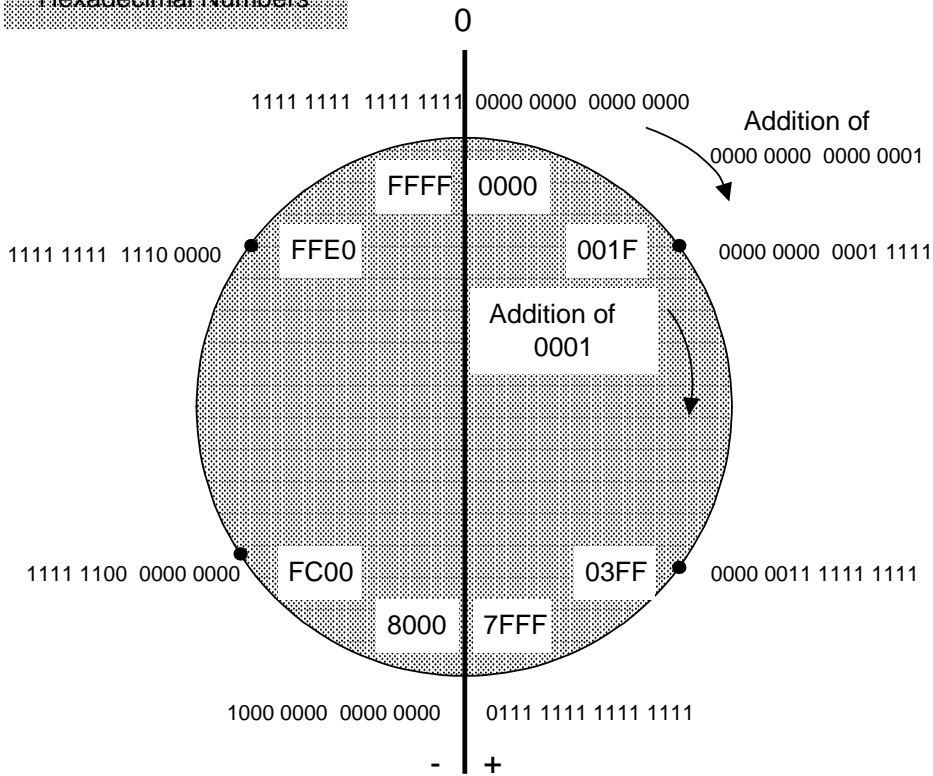 Hexadecimal Numbers
0
1111 1111 1111 1111 0000 0000 0000 0000
Addition of
0000 0000 0000 0001
FFFF 0000
1111 1111 1110 0000 FFE0 001F 0000 0000 0001 1111
Addition of
0001
1111 1100 0000 0000 FC00 03FF 0000 0011 1111 1111
8000 7FFF
1000 0000 0000 0000 0111 1111 1111 1111
- +